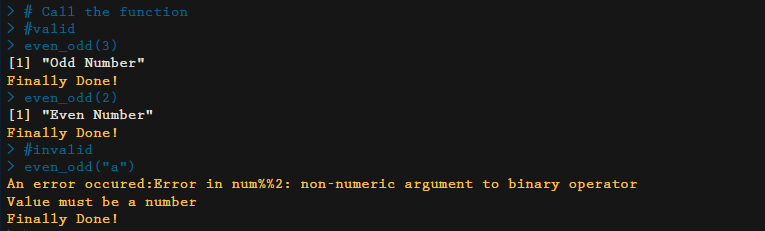 > # Call the function
> #valid
> even_odd(3)
[1] "Odd Number"
Finally Done!
> even_odd(2)
[1] "Even Number"
Finally Done!
> #invalid
> even_odd("a")
An error occured:Error in num%%2: non-numeric argument to binary operator
Value must be a number
Finally Done!